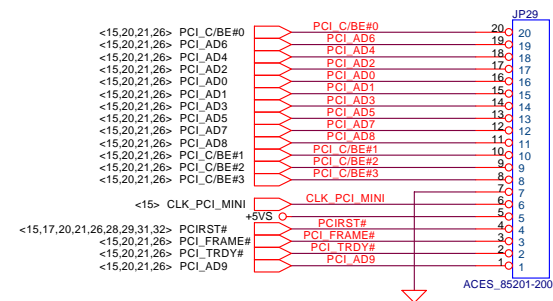 JP29
<15,20,21,26> PCI_C/BE#0 PCI_C/BE#0 20 20
<15,20,21,26> PCI_AD6 PCI_AD6 19 19
<15,20,21,26> PCI_AD4 PCI_AD4 18 18
<15,20,21,26> PCI_AD2 PCI_AD2 17 17
<15,20,21,26> PCI_AD0 PCI_AD0 16 16
<15,20,21,26> PCI_AD1 PCI_AD1 15 15
<15,20,21,26> PCI_AD3 PCI_AD3 14 14
<15,20,21,26> PCI_AD5 PCI_AD5 13 13
<15,20,21,26> PCI_AD7 PCI_AD7 12 12
<15,20,21,26> PCI_AD8 PCI_AD8 11 11
<15,20,21,26> PCI_C/BE#1 PCI_C/BE#1 10 10
<15,20,21,26> PCI_C/BE#2 PCI_C/BE#2 9 9
<15,20,21,26> PCI_C/BE#3 PCI_C/BE#3 8 8
7 7
<15> CLK_PCI_MINI CLK_PCI_MINI 6 6
+5VS 5 5
<15,17,20,21,26,28,29,31,32> PCIRST# PCIRST# 4 4
<15,20,21,26> PCI_FRAME# PCI_FRAME# 3 3
<15,20,21,26> PCI_TRDY# PCI_TRDY# 2 2
<15,20,21,26> PCI_AD9 PCI_AD9 1 1
ACES_85201-200